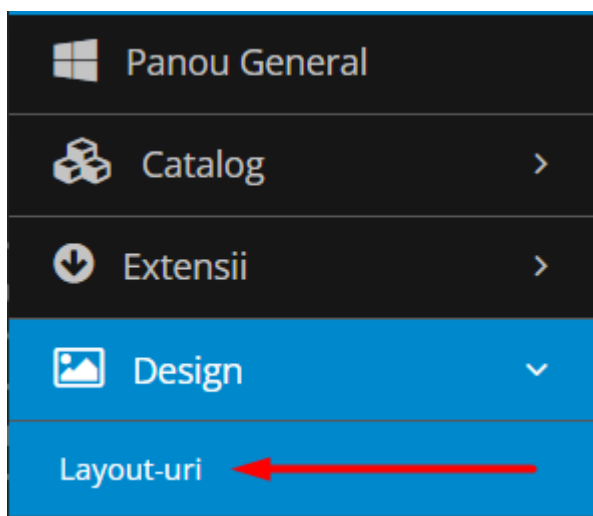 Panou General
Catalog
Extensii
Design
Layout-uri